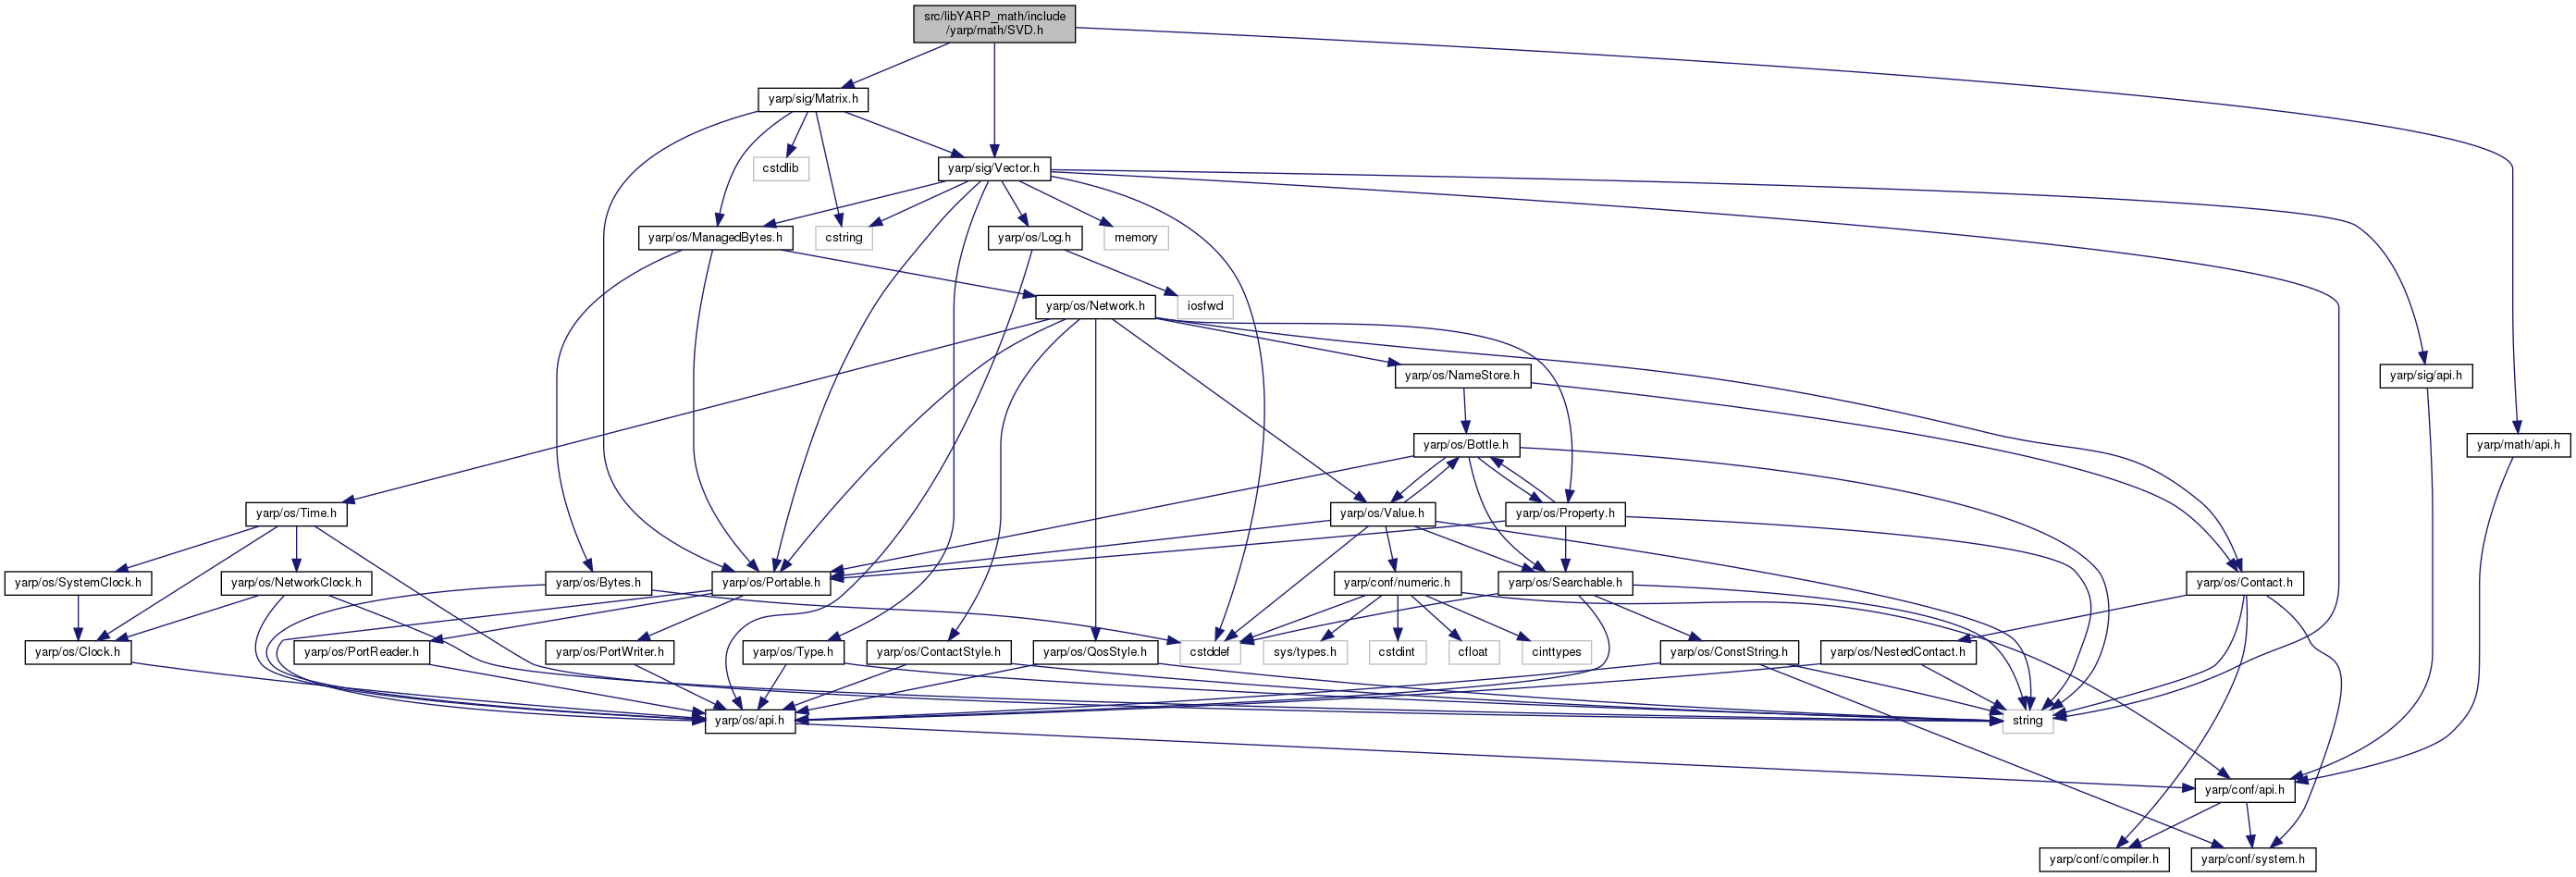 src/libYARP_math/include
/yarp/math/SVD.h
yarp/sig/Matrix.h
cstdlib
yarp/sig/Vector.h
yarp/os/ManagedBytes.h
cstring
yarp/os/Log.h
memory
yarp/os/Network.h
iosfwd
yarp/os/NameStore.h
yarp/sig/api.h
yarp/os/Bottle.h
yarp/math/api.h
yarp/os/Time.h
yarp/os/Value.h
yarp/os/Property.h
yarp/os/SystemClock.h
yarp/os/NetworkClock.h
yarp/os/Bytes.h
yarp/os/Portable.h
yarp/conf/numeric.h
yarp/os/Searchable.h
yarp/os/Contact.h
yarp/os/Clock.h
yarp/os/PortReader.h
yarp/os/PortWriter.h
yarp/os/Type.h
yarp/os/ContactStyle.h
yarp/os/QosStyle.h
cstddef
sys/types.h
cstdint
cfloat
cinttypes
yarp/os/ConstString.h
yarp/os/NestedContact.h
yarp/os/api.h
string
yarp/conf/api.h
yarp/conf/compiler.h
yarp/conf/system.h